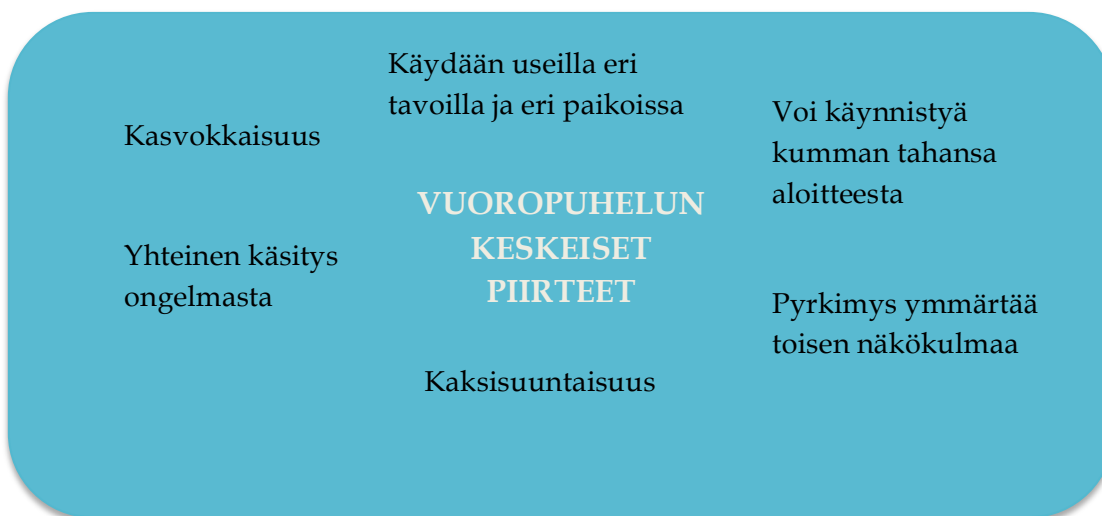 Käydään useilla eri
tavoilla ja eri paikoissa
Kasvokkaisuus
Voi käynnistyä
kumman tahansa
aloitteesta
VUOROPUHELUN
KESKEISET
PIIRTEET
Yhteinen käsitys
ongelmasta
Pyrkimys ymmärtää
toisen näkökulmaa
Kaksisuuntaisuus